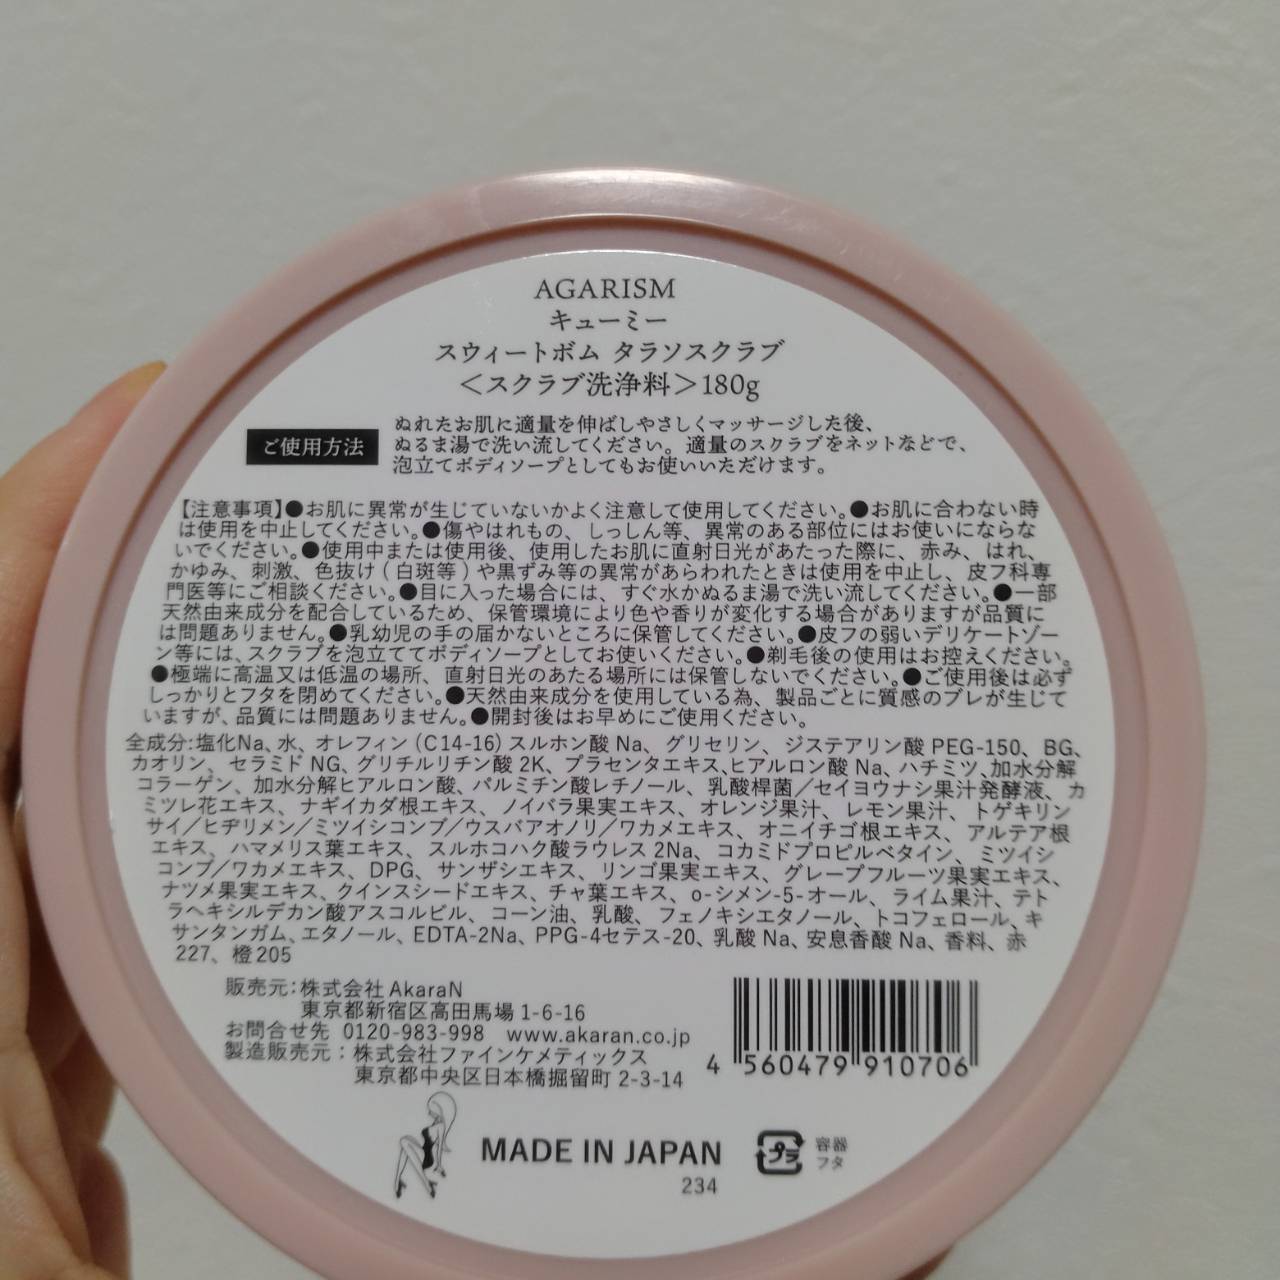 AGARISM
キューミー
スウィートボム タラソスクラブ
＜スクラブ洗浄料＞180g
ご使用方法
ぬれたお肌に適量を伸ばしやさしくマッサージした後、
ぬるま湯で洗い流してください。適量のスクラブをネットなどで、
泡立てボディソープとしてもお使いいただけます。
【注意事項】●お肌に異常が生じていないかよく注意して使用してください。●お肌に合わない時
は使用を中止してください。●傷やはれもの、しっしん等、異常のある部位にはお使いにならな
いでください。●使用中または使用後、使用したお肌に直射日光があたった際に、赤み、はれ、
かゆみ、刺激、色抜け(白斑等)や黒ずみ等の異常があらわれたときは使用を中止し、皮フ科専
門医等にご相談ください。●目に入った場合には、すぐ水かぬるま湯で洗い流してください。●一部
天然由来成分を配合しているため、保管環境により色や香りが変化する場合がありますが品質に
は問題ありません。●乳幼児の手の届かないところに保管してください。●皮フの弱いデリケートゾー
ン等には、スクラブを泡立ててボディソープとしてお使いください。●剃毛後の使用はお控えください。
●極端に高温又は低温の場所、直射日光のあたる場所には保管しないでください。●ご使用後は必ず
しっかりとフタを閉めてください。●天然由来成分を使用している為、製品ごとに質感のブレが生じて
いますが、品質には問題ありません。●開封後はお早めにご使用ください。
全成分:塩化Na、水、オレフィン(C14-16)スルホン酸Na、グリセリン、ジステアリン酸PEG-150、BG、
カオリン、セラミドNG、グリチルリチン酸2K、プラセンタエキス、ヒアルロン酸Na、ハチミツ、加水分解
コラーゲン、加水分解ヒアルロン酸、パルミチン酸レチノール、乳酸桿菌／セイヨウナシ果汁発酵液、カ
ミツレ花エキス、ナギイカダ根エキス、ノイバラ果実エキス、オレンジ果汁、レモン果汁、トゲキリン
サイ／ヒヂリメン／ミツイシコンブ／ウスバアオノリ／ワカメエキス、オニイチゴ根エキス、アルテア根
エキス、ハマメリス葉エキス、スルホコハク酸ラウレス2Na、コカミドプロピルベタイン、ミツイシ
コンブ／ワカメエキス、DPG、サンザシエキス、リンゴ果実エキス、グレープフルーツ果実エキス、
ナツメ果実エキス、クインスシードエキス、チャ葉エキス、o-シメン-5-オール、ライム果汁、テト
ラヘキシルデカン酸アスコルビル、コーン油、乳酸、フェノキシエタノール、トコフェロール、キ
サンタンガム、エタノール、EDTA-2Na、PPG-4セテス-20、乳酸Na、安息香酸Na、香料、赤
227、橙205
販売元:株式会社AkaraN
東京都新宿区高田馬場1-6-16
お問合せ先 0120-983-998 www.akaran.co.jp
製造販売元:株式会社ファインケメティックス
東京都中央区日本橋掘留町2-3-14
4 560479 910706
MADE IN JAPAN
234
プラ
容器
フタ